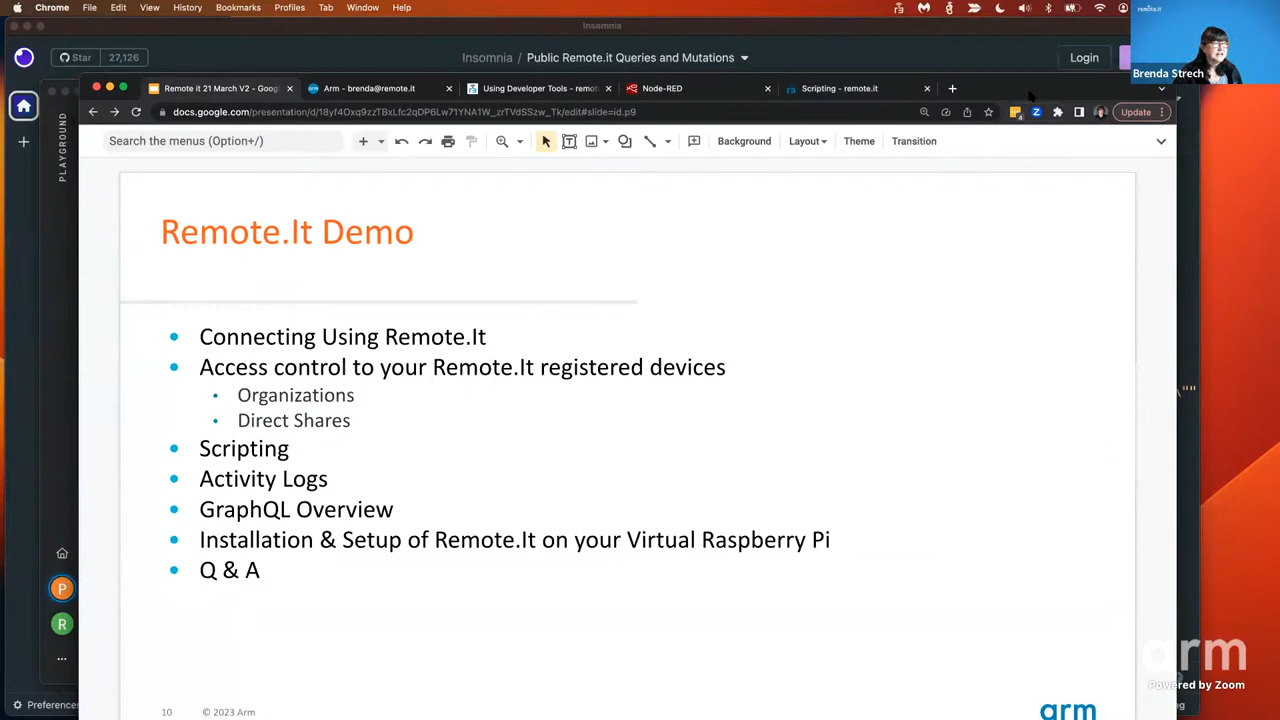 Chrome File Edit View History Bookmarks Profiles Tab Window Help
Insomnia
remote.it
Star 27,126
Insomnia / Public Remote.it Queries and Mutations
Login
Brenda Strech
Remote it 21 March V2 - Goog
Arm - brenda@remote.it
Using Developer Tools - remot
Node-RED
Scripting - remote.it
docs.google.com/presentation/d/18yf4Oxq9zzTBxLfc2qDP6Lw71YNA1W_zrTVdSSzw_Tk/edit#slide=id.p9
Update
Search the menus (Option+/)
Background Layout Theme Transition
PLAYGROUND
Remote.It Demo
• Connecting Using Remote.It
• Access control to your Remote.It registered devices
• Organizations
• Direct Shares
• Scripting
• Activity Logs
• GraphQL Overview
• Installation & Setup of Remote.It on your Virtual Raspberry Pi
• Q & A
P
R
arm
Powered by Zoom
Preferences
10 © 2023 Arm
arm